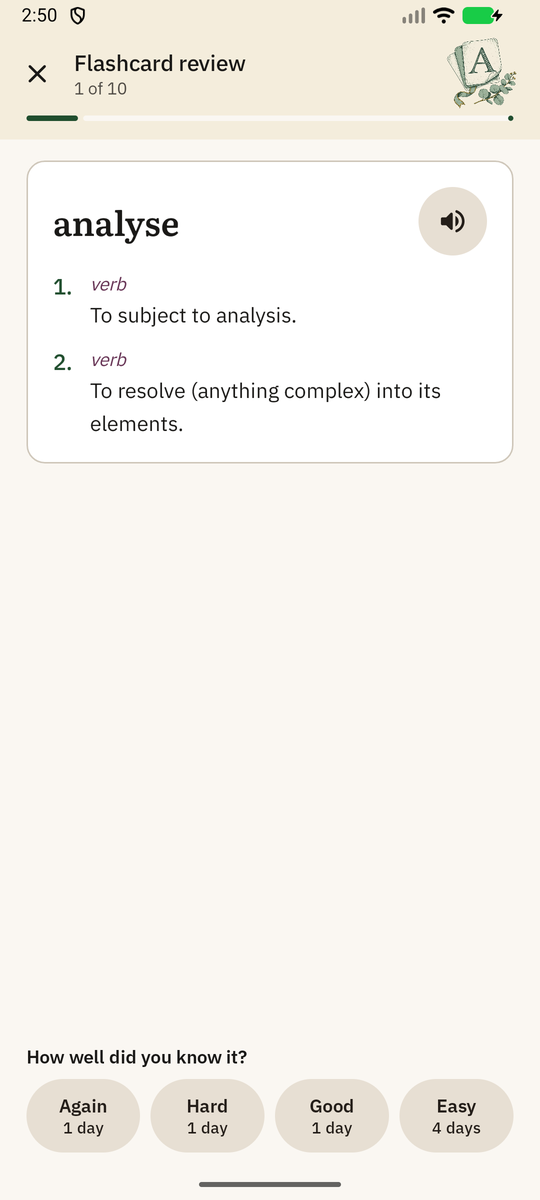 2:50
Flashcard review
1 of 10
A
analyse
1. verb
To subject to analysis.
2. verb
To resolve (anything complex) into its
elements.
How well did you know it?
Again
1 day
Hard
1 day
Good
1 day
Easy
4 days